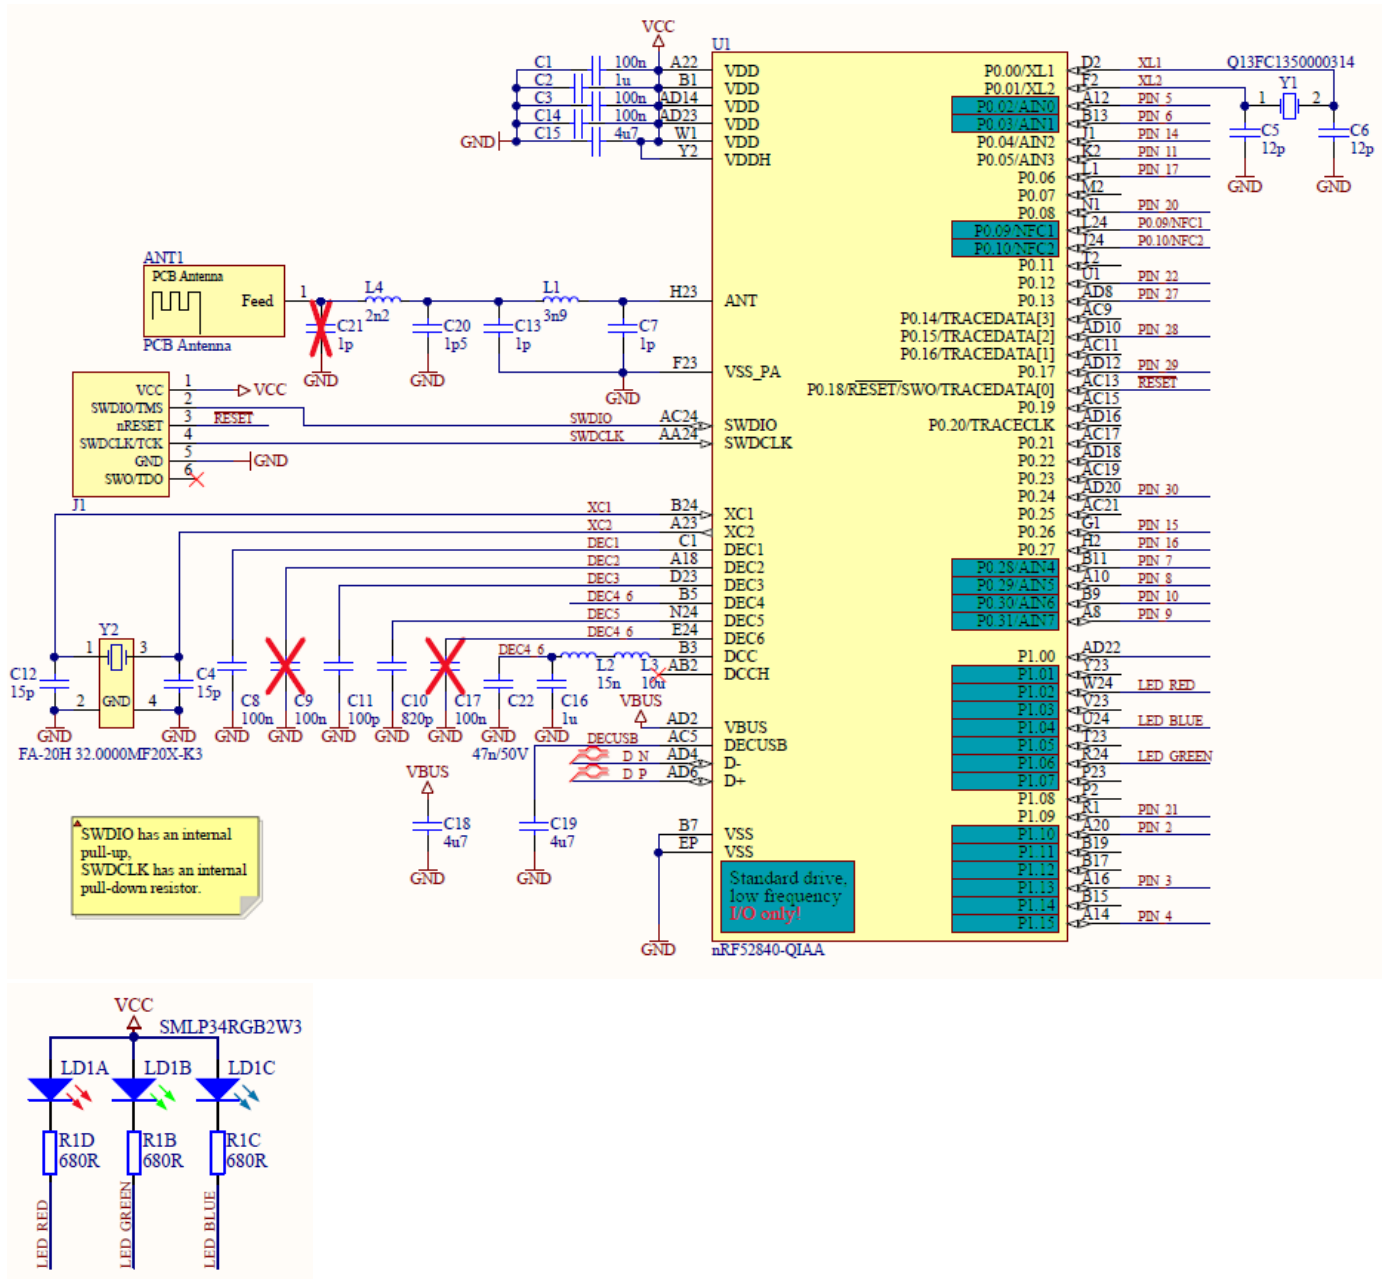 VCC
U1
C1 100n A22 VDD
C2 1u B1 VDD
C3 100n AD14 VDD
C14 100n AD23 VDD
GND C15 4u7 W1 VDD
Y2 VDDH
P0.00/XL1 D2 XL1 Q13FC1350000314
P0.01/XL2 F2 XL2 Y1
P0.02/AIN0 A12 PIN 5 1 2
P0.03/AIN1 B13 PIN 6 C5 12p C6 12p
P0.04/AIN2 J1 PIN 14
P0.05/AIN3 K2 PIN 11
P0.06 L1 PIN 17 GND GND
P0.07 M2
P0.08 N1 PIN 20
P0.09/NFC1 L24 P0.09/NFC1
P0.10/NFC2 J24 P0.10/NFC2
P0.11 T2
P0.12 U1 PIN 22
P0.13 AD8 PIN 27
P0.14/TRACEDATA[3] AC9
P0.15/TRACEDATA[2] AD10 PIN 28
P0.16/TRACEDATA[1] AC11
P0.17 AD12 PIN 29
P0.18/RESET/SWO/TRACEDATA[0] AC13 RESET
P0.19 AC15
P0.20/TRACECLK AD16
P0.21 AC17
P0.22 AD18
P0.23 AC19
P0.24 AD20 PIN 30
P0.25 AC21
P0.26 G1 PIN 15
P0.27 H2 PIN 16
P0.28/AIN4 B11 PIN 7
P0.29/AIN5 A10 PIN 8
P0.30/AIN6 B9 PIN 10
P0.31/AIN7 A8 PIN 9
P1.00 AD22
P1.01 Y23
P1.02 W24 LED RED
P1.03 V23
P1.04 U24 LED BLUE
P1.05 T23
P1.06 R24 LED GREEN
P1.07 P23
P1.08 P2
P1.09 R1 PIN 21
P1.10 A20 PIN 2
P1.11 B19
P1.12 B17
P1.13 A16 PIN 3
P1.14 B15
P1.15 A14 PIN 4
ANT1
PCB Antenna
Feed 1
PCB Antenna
L4 2n2 L1 3n9 H23 ANT
C21 1p C20 1p5 C13 1p C7 1p
GND GND GND
F23 VSS_PA
VCC 1 VCC
SWDIO/TMS 2 SWDIO AC24 SWDIO
nRESET 3 RESET
SWDCLK/TCK 4 SWDCLK AA24 SWDCLK
GND 5 GND
SWO/TDO 6
J1
XC1 B24 XC1
XC2 A23 XC2
DEC1 C1 DEC1
DEC2 A18 DEC2
DEC3 D23 DEC3
DEC4 6 B5 DEC4
DEC5 N24 DEC5
DEC4 6 E24 DEC6
DEC4 6 L2 15n L3 10u B3 DCC
AB2 DCCH
Y2
1 3
C12 15p C4 15p
2 GND 4
GND GND
FA-20H 32.0000MF20X-K3
C8 100n C9 100n C11 100p C10 820p C17 100n C22 C16 1u
GND GND GND GND GND GND GND
47n/50V
VBUS AD2 VBUS
DECUSB AC5 DECUSB
D N AD4 D-
D P AD6 D+
VBUS
C18 4u7 C19 4u7
GND GND
B7 VSS
EP VSS
GND
Standard drive,
low frequency
I/O only!
nRF52840-QIAA
SWDIO has an internal
pull-up,
SWDCLK has an internal
pull-down resistor.
VCC
SMLP34RGB2W3
LD1A LD1B LD1C
R1D R1B R1C
680R 680R 680R
LED RED LED GREEN LED BLUE